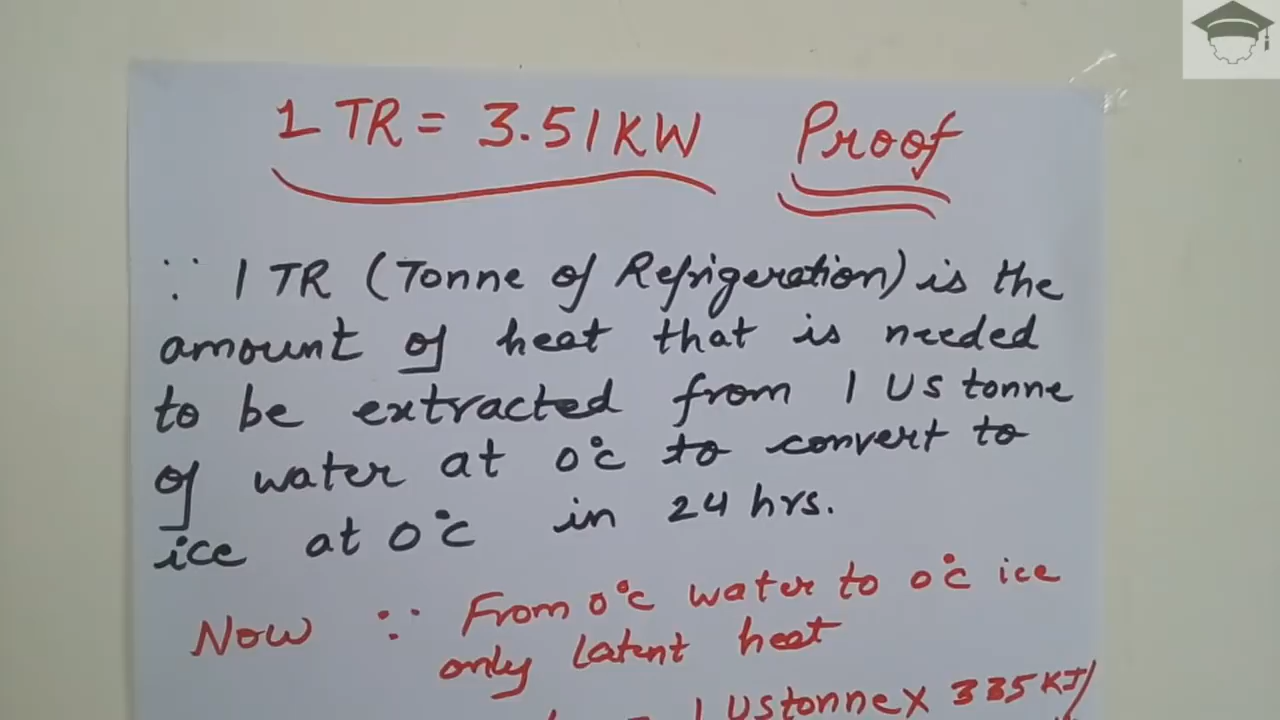 1 TR = 3.51KW Proof
∵ 1 TR (Tonne of Refrigeration) is the
amount of heat that is needed
to be extracted from 1 US tonne
of water at 0°c to convert to
ice at 0°c in 24 hrs.
Now ∵ From 0°c water to 0°c ice
only latent heat
= 1 US tonne x 335 KJ/